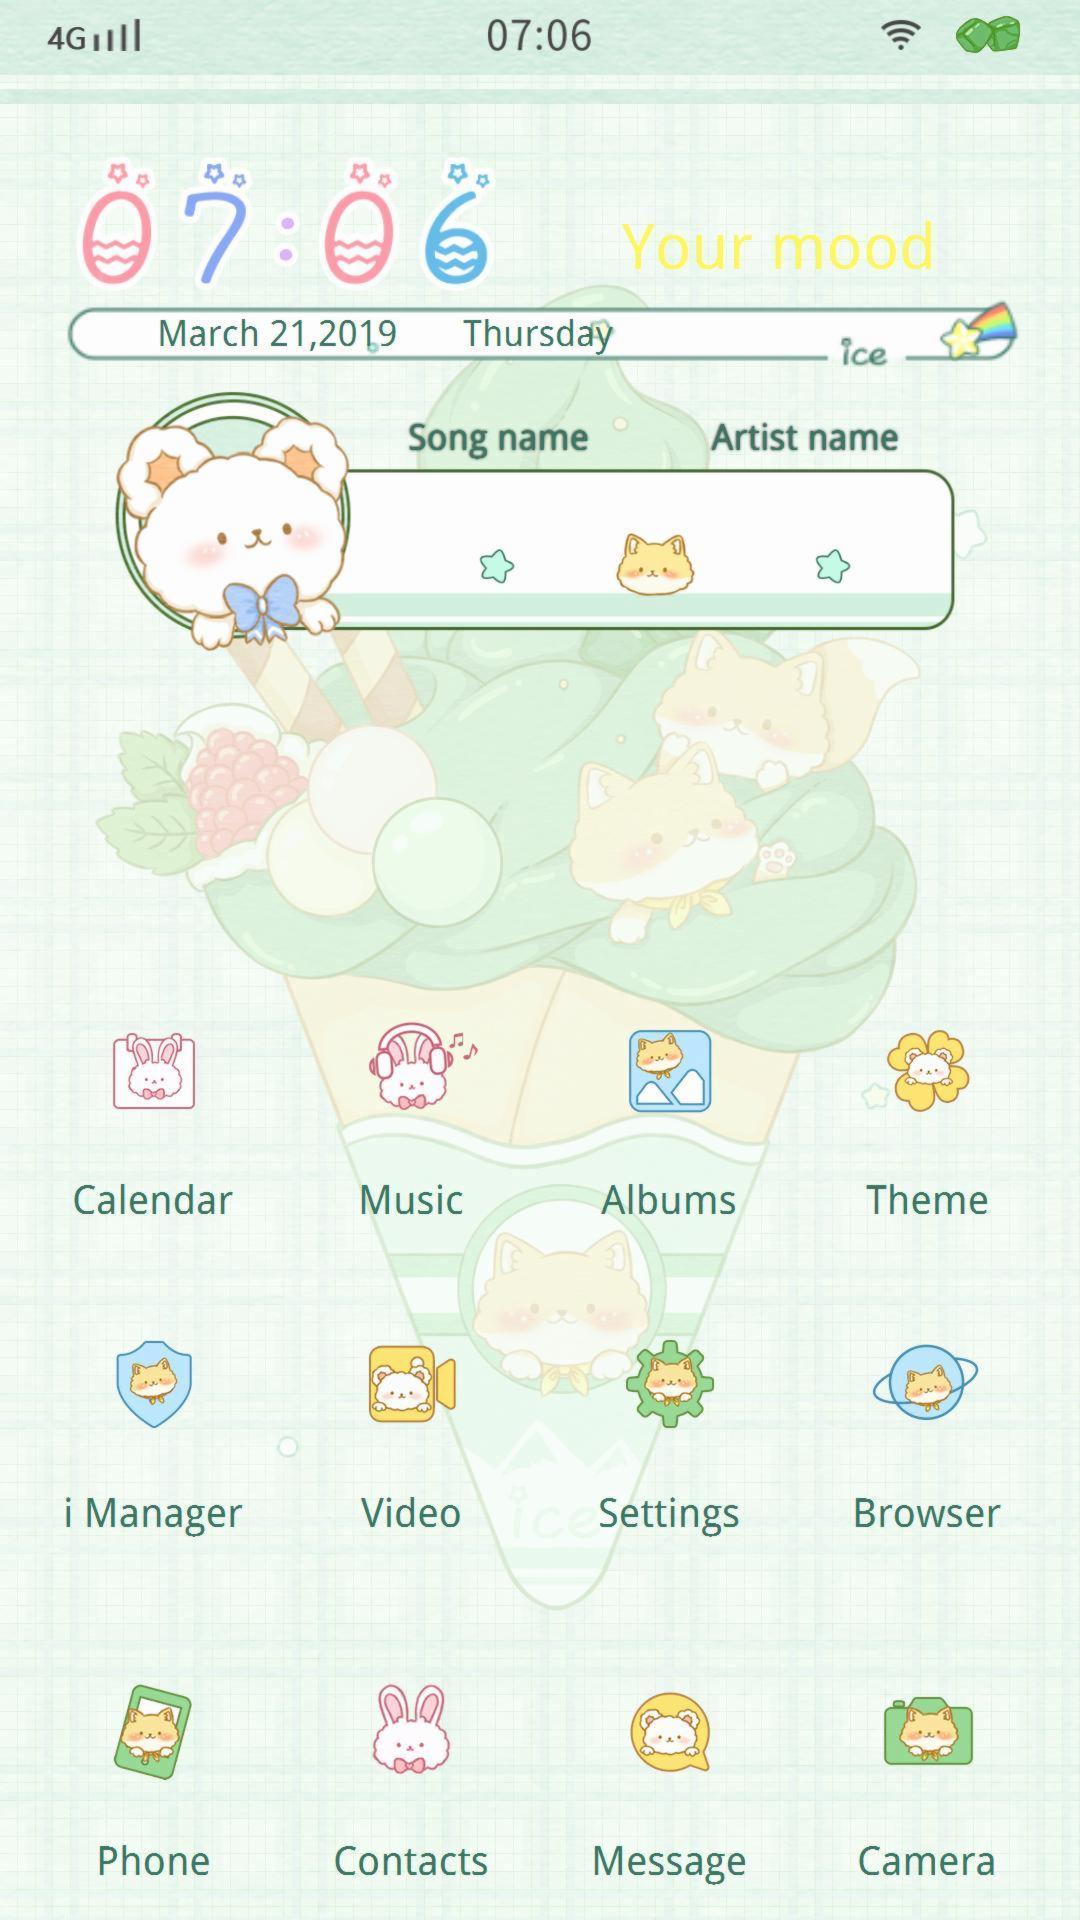 4G 07:06
07:06
Your mood
March 21,2019 Thursday
ice
Song name Artist name
Calendar Music Albums Theme
i Manager Video Settings Browser
ice
Phone Contacts Message Camera